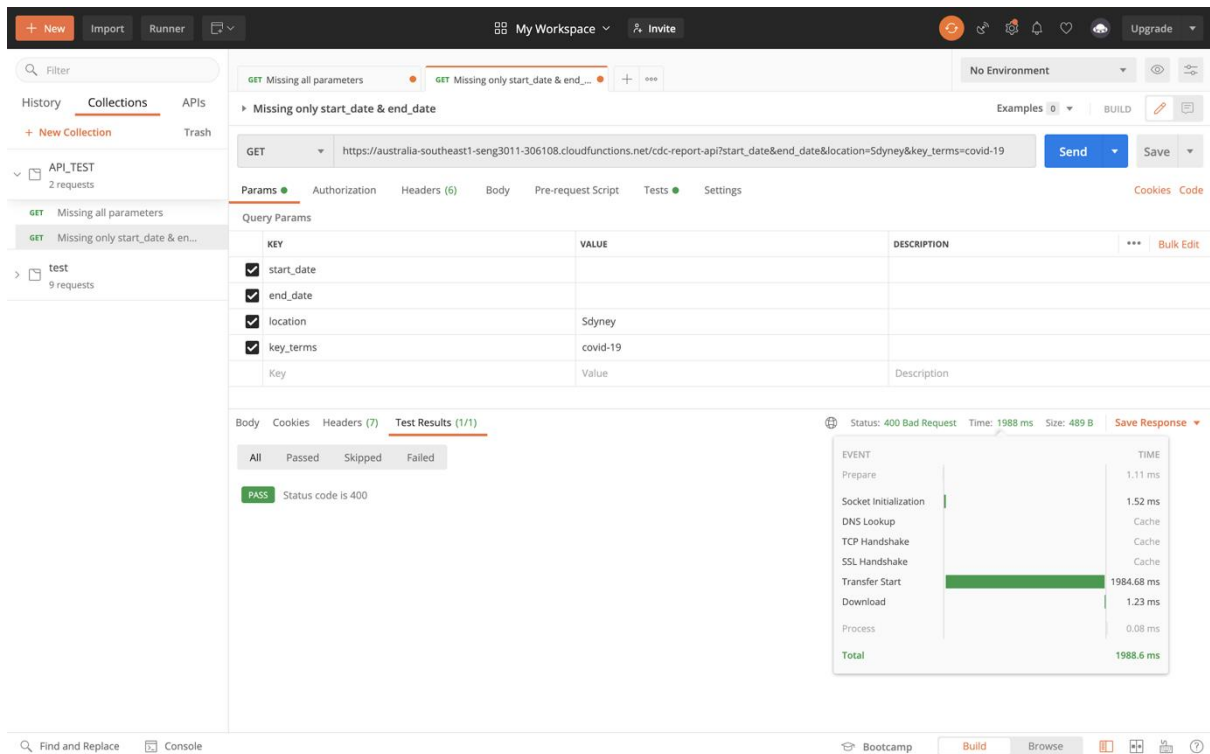 + New Import Runner My Workspace Invite Upgrade
Filter
History Collections APIs
+ New Collection Trash
API_TEST
2 requests
GET Missing all parameters
GET Missing only start_date & en...
test
9 requests
GET Missing all parameters GET Missing only start_date & end_... + ooo No Environment
Missing only start_date & end_date Examples 0 BUILD
GET https://australia-southeast1-seng3011-306108.cloudfunctions.net/cdc-report-api?start_date&end_date&location=Sdyney&key_terms=covid-19 Send Save
Params Authorization Headers (6) Body Pre-request Script Tests Settings Cookies Code
Query Params
KEY VALUE DESCRIPTION ••• Bulk Edit
start_date
end_date
location Sdyney
key_terms covid-19
Key Value Description
Body Cookies Headers (7) Test Results (1/1) Status: 400 Bad Request Time: 1988 ms Size: 489 B Save Response
All Passed Skipped Failed
PASS Status code is 400
EVENT TIME
Prepare 1.11 ms
Socket Initialization 1.52 ms
DNS Lookup Cache
TCP Handshake Cache
SSL Handshake Cache
Transfer Start 1984.68 ms
Download 1.23 ms
Process 0.08 ms
Total 1988.6 ms
Find and Replace Console Bootcamp Build Browse